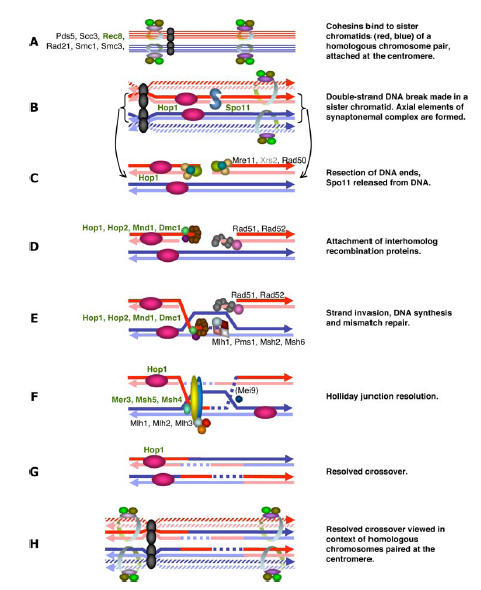 A
Pds5, Scc3, Rec8,
Rad21, Smc1, Smc3,
Cohesins bind to sister
chromatids (red, blue) of a
homologous chromosome pair,
attached at the centromere.
B
Hop1
Spo11
Double-strand DNA break made in a
sister chromatid. Axial elements of
synaptonemal complex are formed.
C
Mre11, Xrs2, Rad50
Hop1
Resection of DNA ends,
Spo11 released from DNA.
D
Hop1, Hop2, Mnd1, Dmc1
Rad51, Rad52
Attachment of interhomolog
recombination proteins.
E
Rad51, Rad52
Hop1, Hop2, Mnd1, Dmc1
Mlh1, Pms1, Msh2, Msh6
Strand invasion, DNA synthesis
and mismatch repair.
F
Hop1
(Mei9)
Mer3, Msh5, Msh4
Mlh1, Mlh2, Mlh3
Holliday junction resolution.
G
Hop1
Resolved crossover.
H
Resolved crossover viewed in
context of homologous
chromosomes paired at the
centromere.